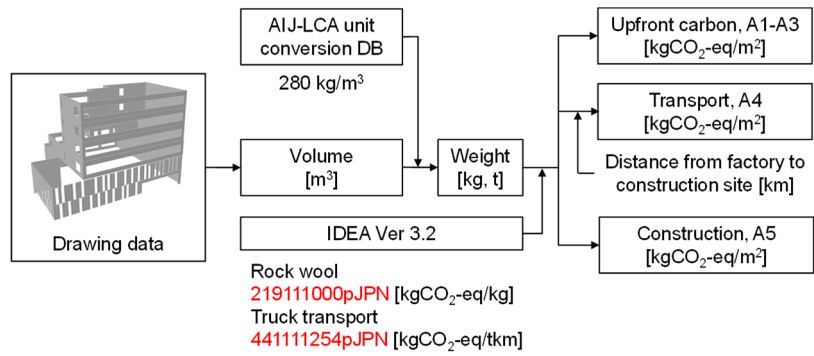 AIJ-LCA unit
conversion DB
280 kg/m³
Drawing data
Volume
[m³]
Weight
[kg, t]
IDEA Ver 3.2
Rock wool
219111000pJPN [kgCO₂-eq/kg]
Truck transport
441111254pJPN [kgCO₂-eq/tkm]
Upfront carbon, A1-A3
[kgCO₂-eq/m²]
Transport, A4
[kgCO₂-eq/m²]
Distance from factory to
construction site [km]
Construction, A5
[kgCO₂-eq/m²]